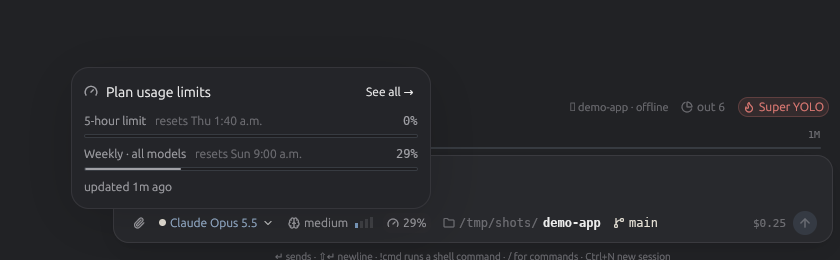 Plan usage limits See all →
5-hour limit resets Thu 1:40 a.m. 0%
Weekly · all models resets Sun 9:00 a.m. 29%
updated 1m ago
demo-app · offline out 6 Super YOLO
1M
Claude Opus 5.5 medium 29% /tmp/shots/ demo-app main $0.25
↵ sends · ⇧↵ newline · !cmd runs a shell command · / for commands · Ctrl+N new session